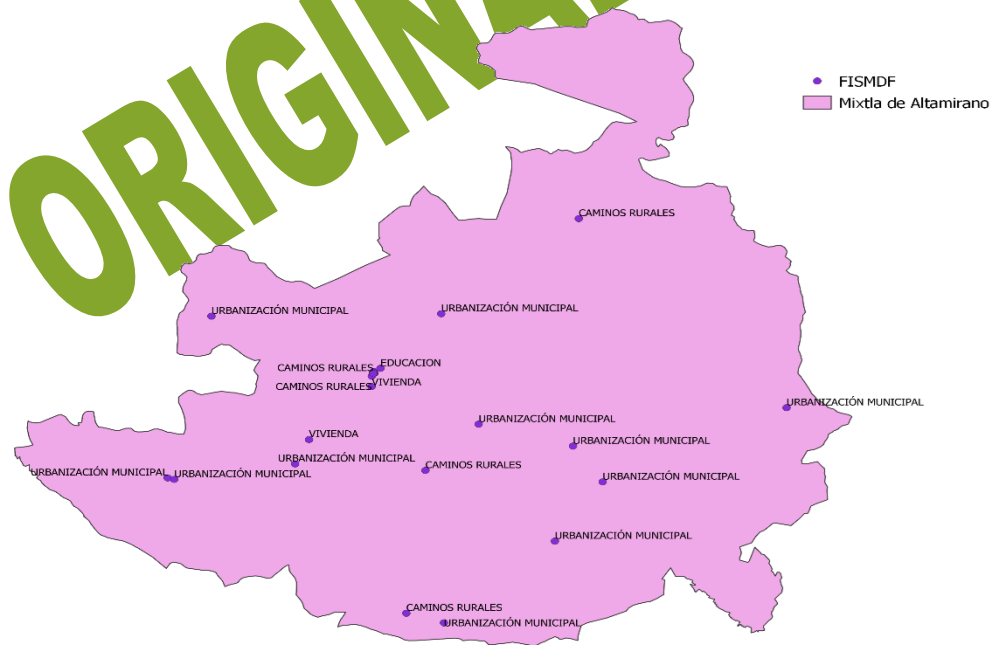 ORIGINA
FISMDF
Mixtla de Altamirano
CAMINOS RURALES
URBANIZACIÓN MUNICIPAL
URBANIZACIÓN MUNICIPAL
EDUCACION
CAMINOS RURALES
VIVIENDA
CAMINOS RURALES
URBANIZACIÓN MUNICIPAL
URBANIZACIÓN MUNICIPAL
VIVIENDA
URBANIZACIÓN MUNICIPAL
URBANIZACIÓN MUNICIPAL
CAMINOS RURALES
URBANIZACIÓN MUNICIPAL
URBANIZACIÓN MUNICIPAL
URBANIZACIÓN MUNICIPAL
URBANIZACIÓN MUNICIPAL
CAMINOS RURALES
URBANIZACIÓN MUNICIPAL